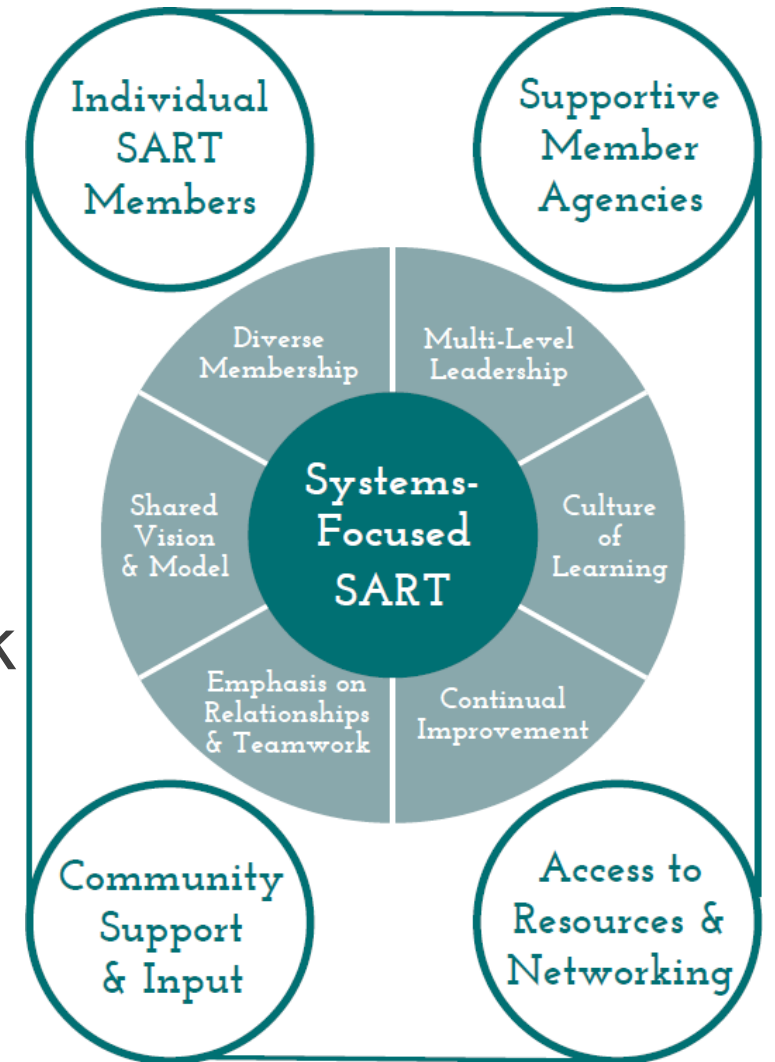 Individual
SART
Members
Supportive
Member
Agencies
Diverse
Membership
Multi-Level
Leadership
Shared
Vision
& Model
Systems-
Focused
SART
Culture
of
Learning
k
Emphasis on
Relationships
& Teamwork
Continual
Improvement
Community
Support
& Input
Access to
Resources &
Networking